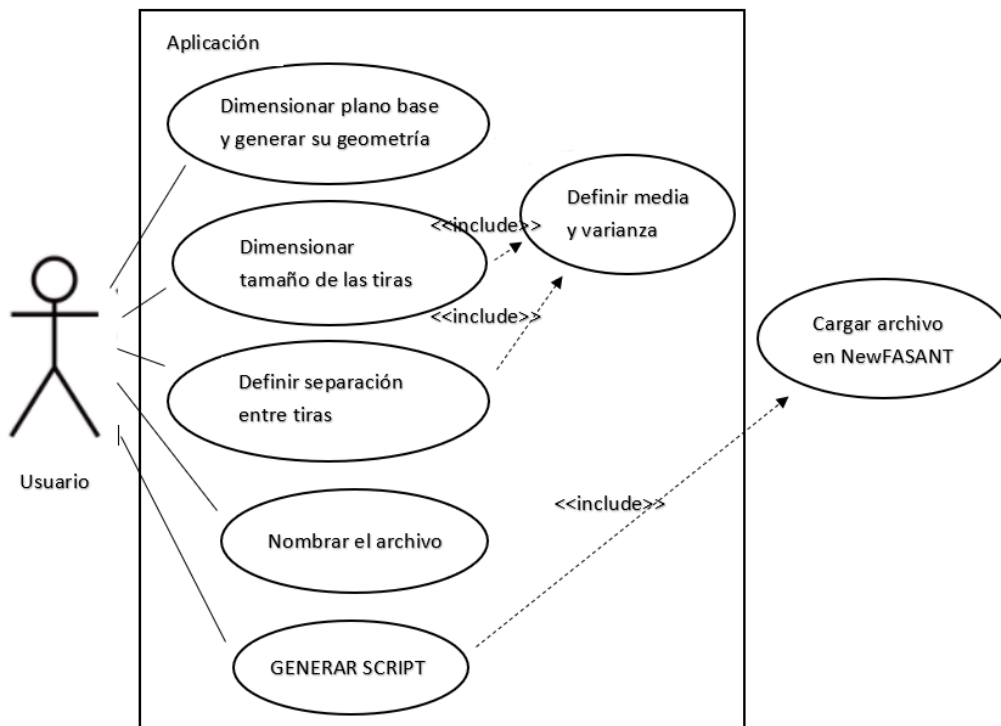 Aplicación
Dimensionar plano base
y generar su geometría
Definir media
y varianza
<<include>>
Dimensionar
tamaño de las tiras
<<include>>
Cargar archivo
en NewFASANT
Definir separación
entre tiras
Usuario
<<include>>
Nombrar el archivo
GENERAR SCRIPT